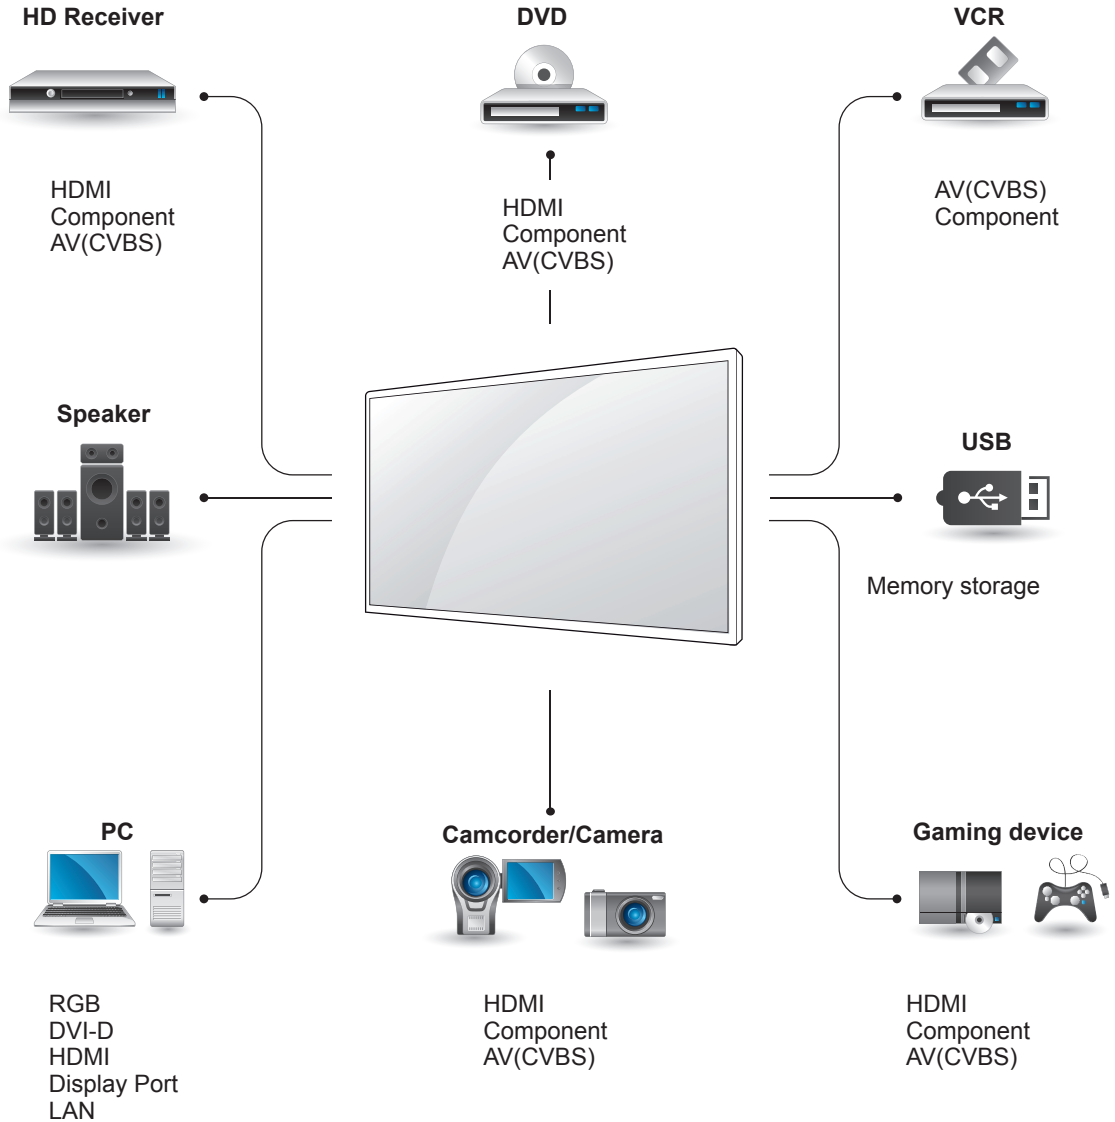 HD Receiver
HDMI
Component
AV(CVBS)
DVD
HDMI
Component
AV(CVBS)
VCR
AV(CVBS)
Component
Speaker
USB
Memory storage
PC
RGB
DVI-D
HDMI
Display Port
LAN
Camcorder/Camera
HDMI
Component
AV(CVBS)
Gaming device
HDMI
Component
AV(CVBS)